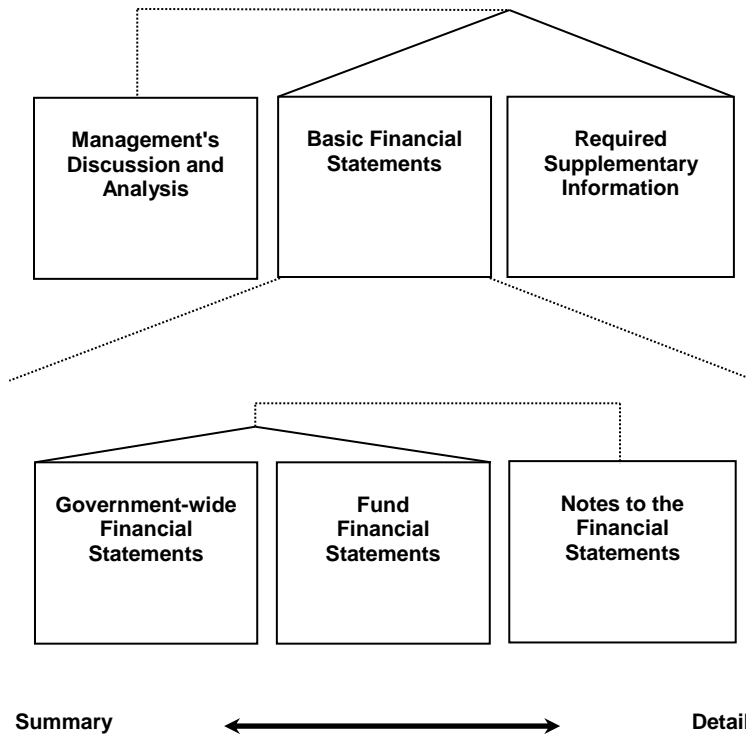 Management's
Discussion and
Analysis
Basic Financial
Statements
Required
Supplementary
Information
Government-wide
Financial
Statements
Fund
Financial
Statements
Notes to the
Financial
Statements
Summary
Detail